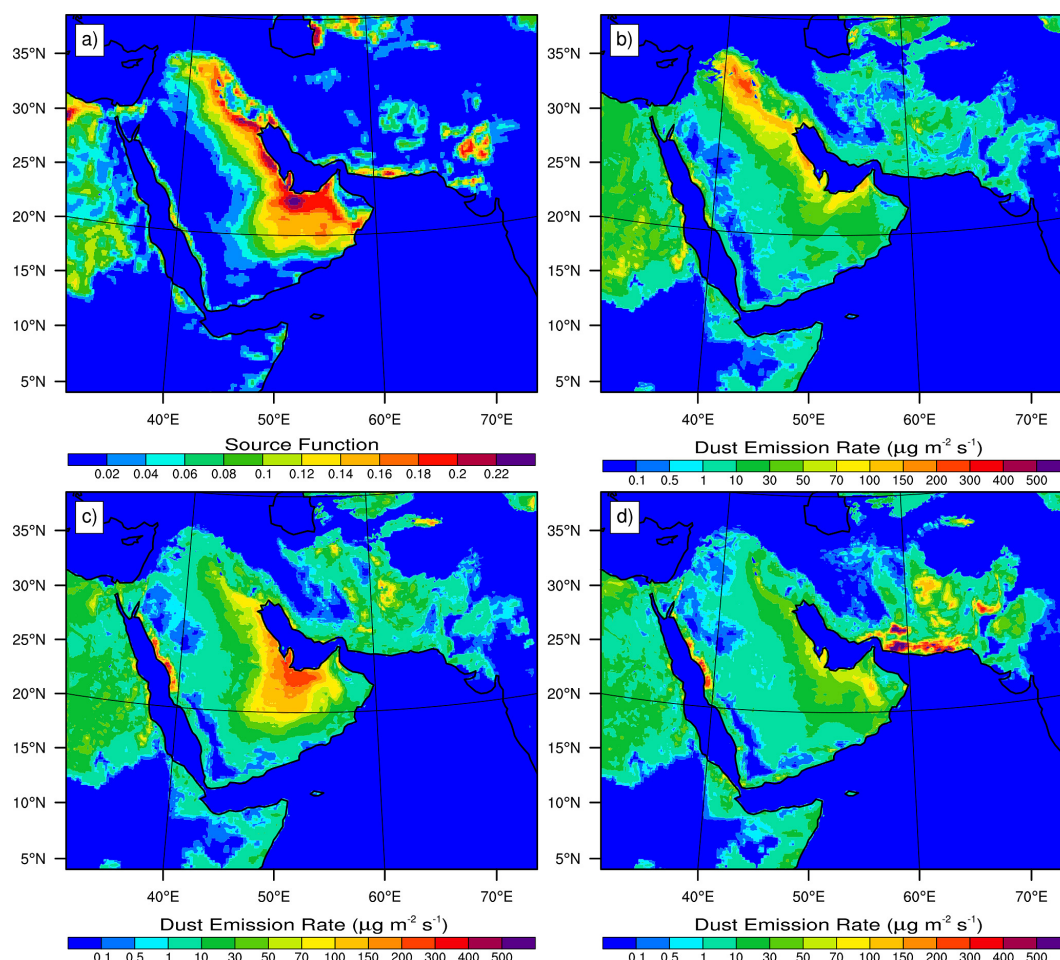 a)
35°N
30°N
25°N
20°N
15°N
10°N
5°N
40°E 50°E 60°E 70°E
Source Function
0.02 0.04 0.06 0.08 0.1 0.12 0.14 0.16 0.18 0.2 0.22
b)
35°N
30°N
25°N
20°N
15°N
10°N
5°N
40°E 50°E 60°E 70°E
Dust Emission Rate (μg m⁻² s⁻¹)
0.1 0.5 1 10 30 50 70 100 150 200 300 400 500
c)
35°N
30°N
25°N
20°N
15°N
10°N
5°N
40°E 50°E 60°E 70°E
Dust Emission Rate (μg m⁻² s⁻¹)
0.1 0.5 1 10 30 50 70 100 150 200 300 400 500
d)
35°N
30°N
25°N
20°N
15°N
10°N
5°N
40°E 50°E 60°E 70°E
Dust Emission Rate (μg m⁻² s⁻¹)
0.1 0.5 1 10 30 50 70 100 150 200 300 400 500